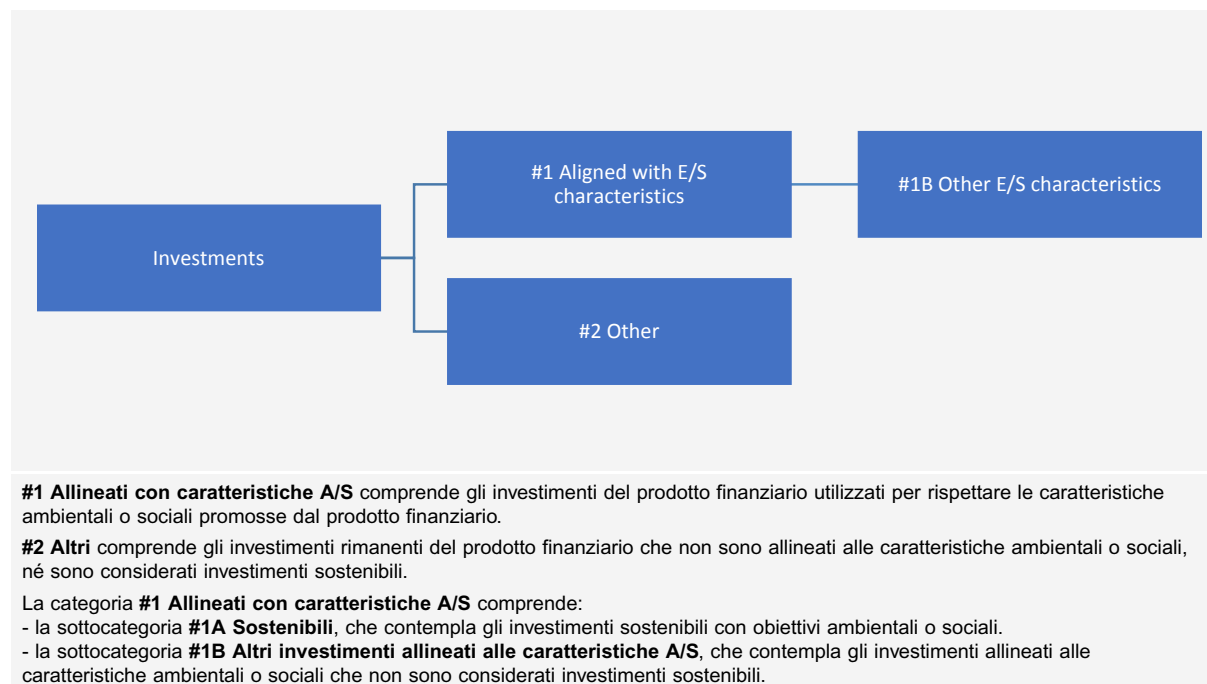 Investments
#1 Aligned with E/S
characteristics
#1B Other E/S characteristics
#2 Other
#1 Allineati con caratteristiche A/S comprende gli investimenti del prodotto finanziario utilizzati per rispettare le caratteristiche
ambientali o sociali promosse dal prodotto finanziario.
#2 Altri comprende gli investimenti rimanenti del prodotto finanziario che non sono allineati alle caratteristiche ambientali o sociali,
né sono considerati investimenti sostenibili.
La categoria #1 Allineati con caratteristiche A/S comprende:
- la sottocategoria #1A Sostenibili, che contempla gli investimenti sostenibili con obiettivi ambientali o sociali.
- la sottocategoria #1B Altri investimenti allineati alle caratteristiche A/S, che contempla gli investimenti allineati alle
caratteristiche ambientali o sociali che non sono considerati investimenti sostenibili.